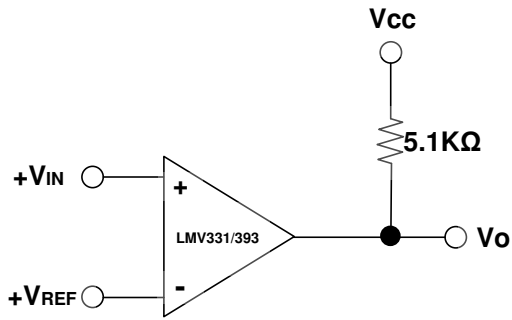 Vcc
5.1KΩ
+VIN
+
LMV331/393
Vo
+VREF
-